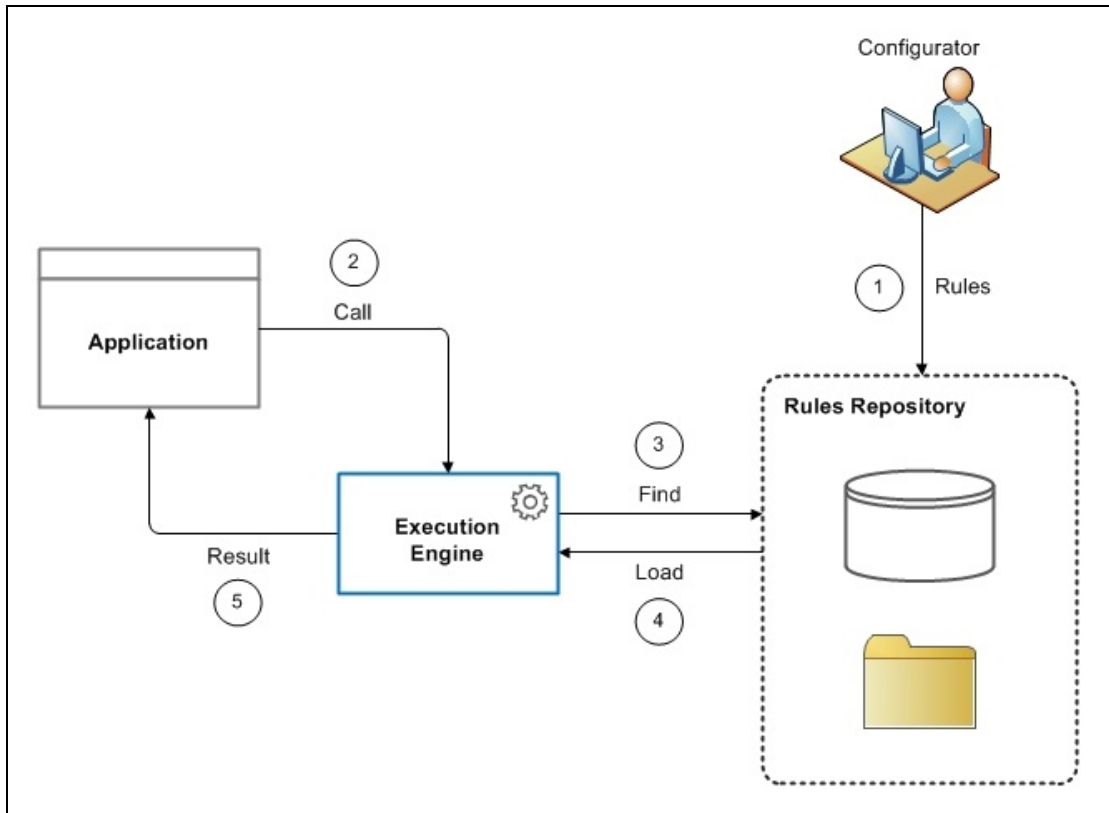 Configurator
1
Rules
2
Call
Application
Rules Repository
3
Find
Execution
Engine
Result
5
Load
4